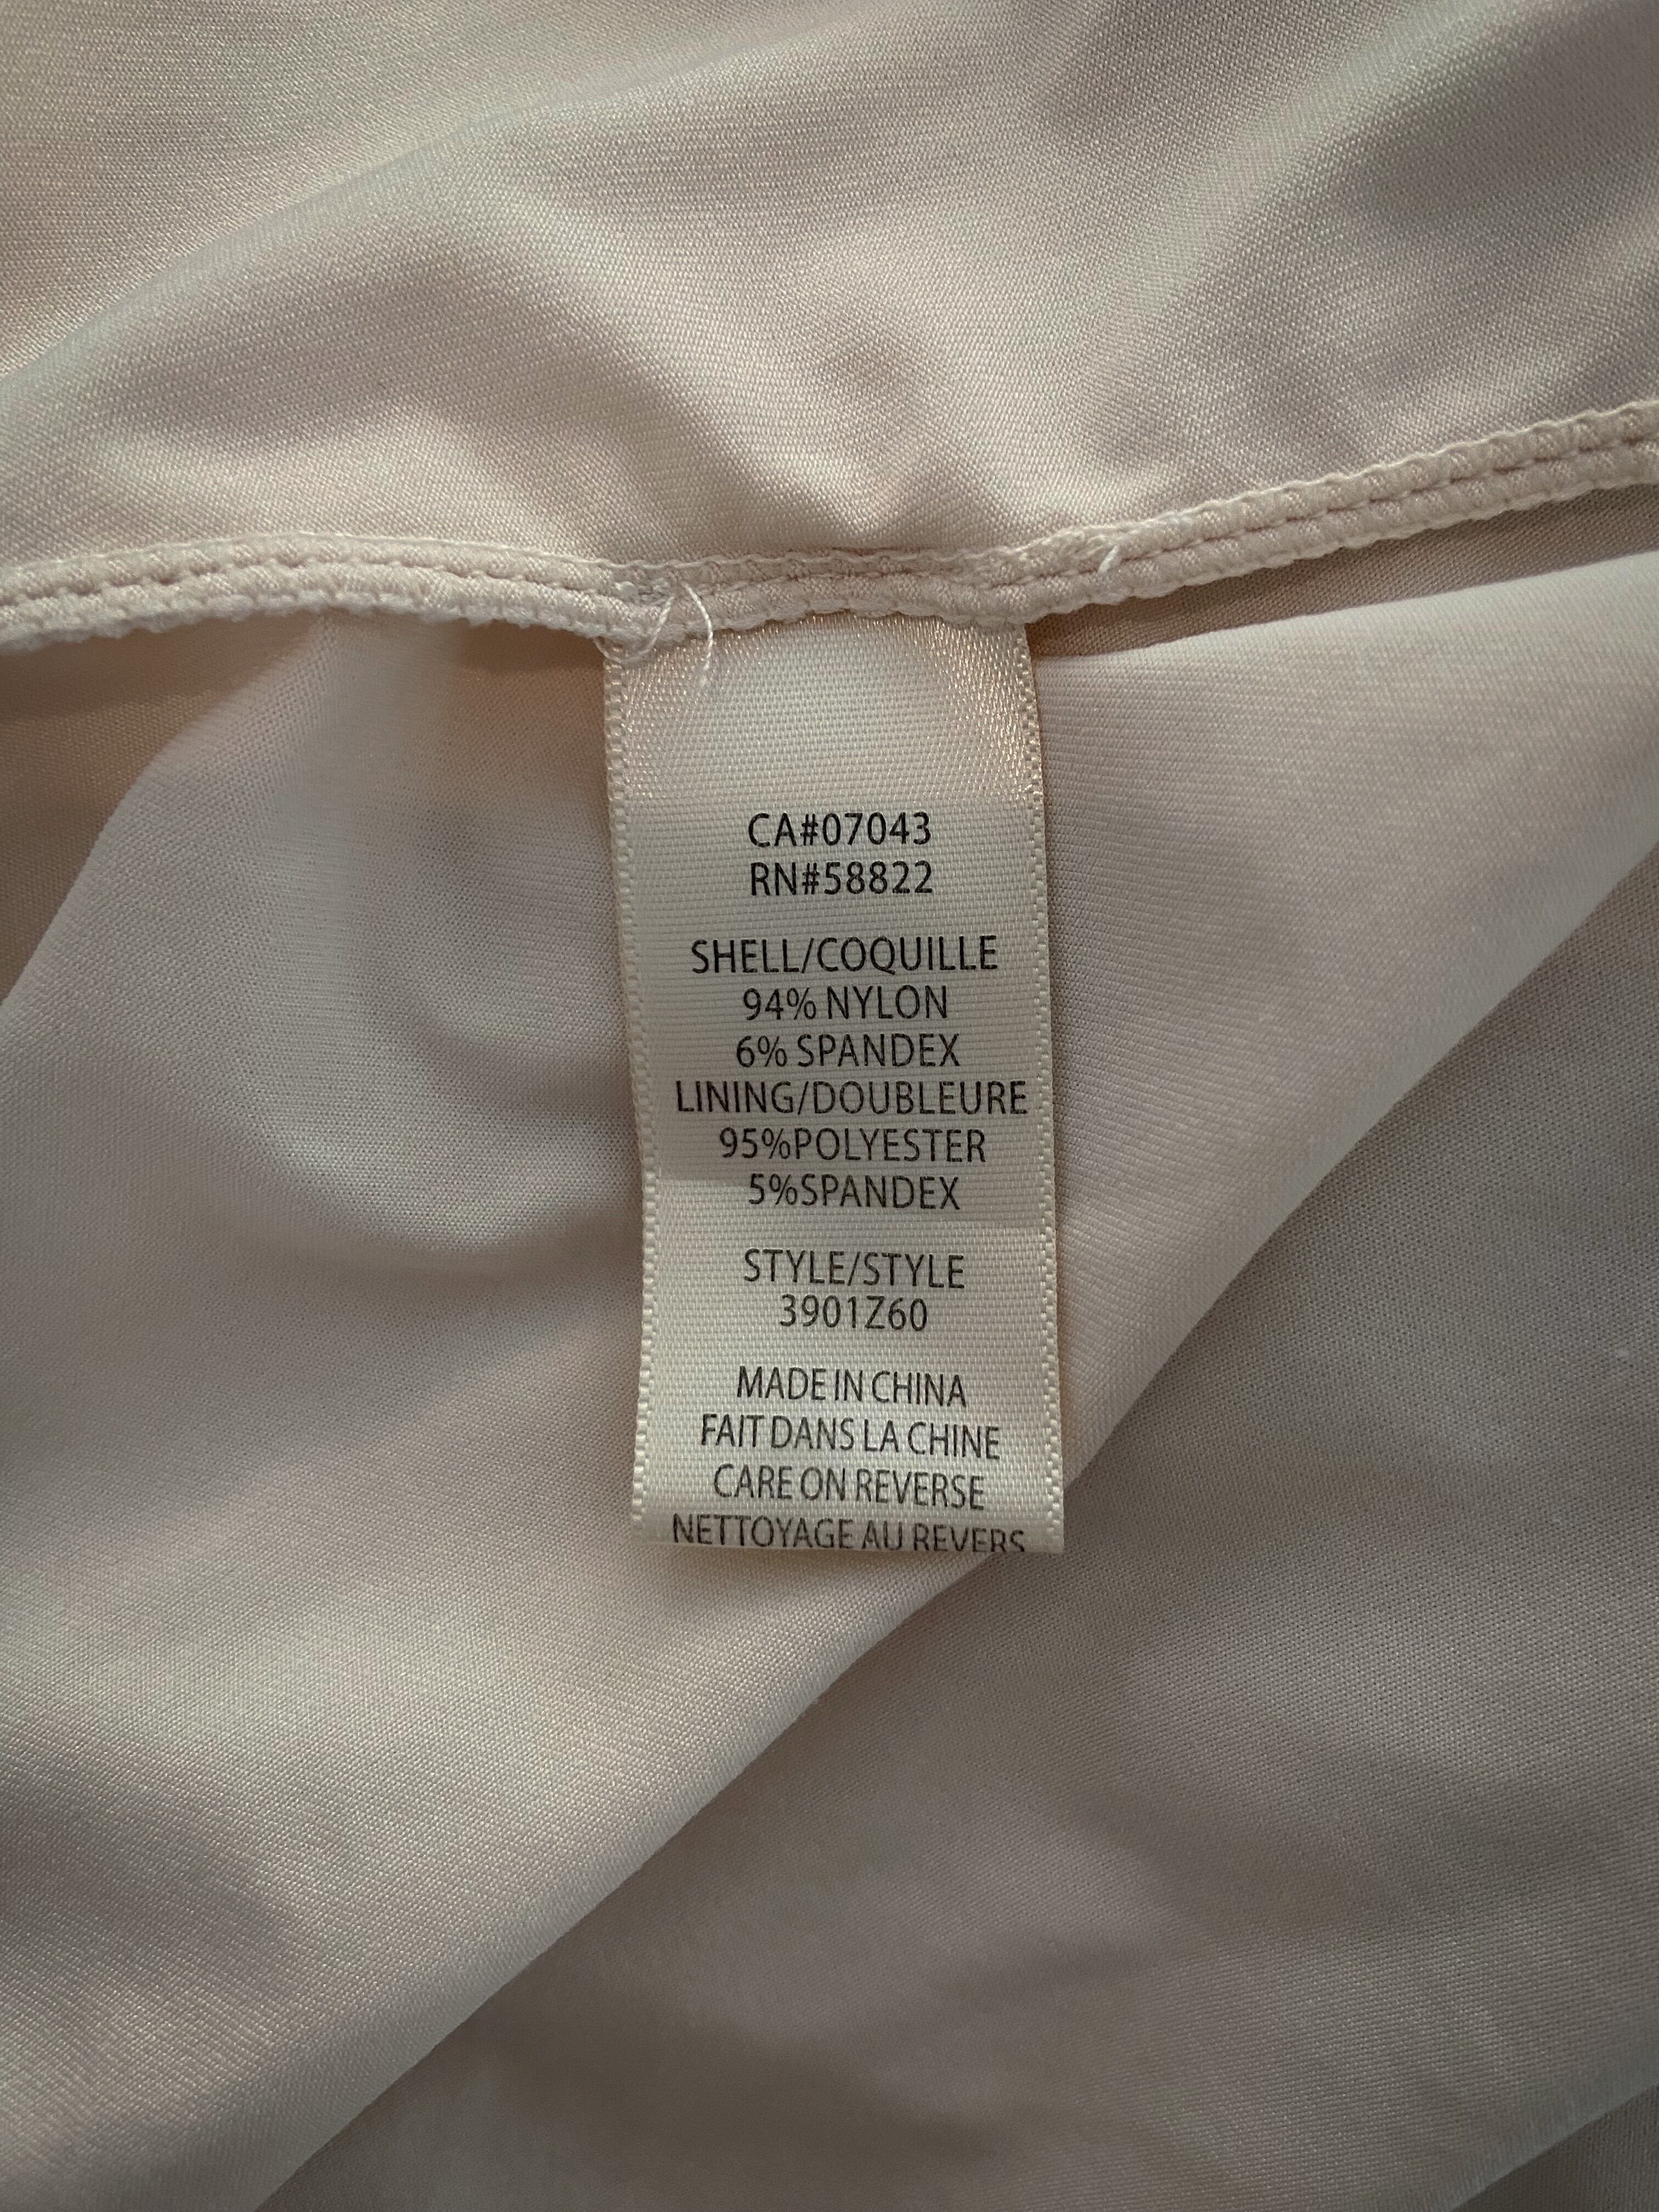 CA#07043
RN#58822
SHELL/COQUILLE
94% NYLON
6% SPANDEX
LINING/DOUBLEURE
95%POLYESTER
5%SPANDEX
STYLE/STYLE
3901Z60
MADE IN CHINA
FAIT DANS LA CHINE
CARE ON REVERSE
NETTOYAGE AU REVERS